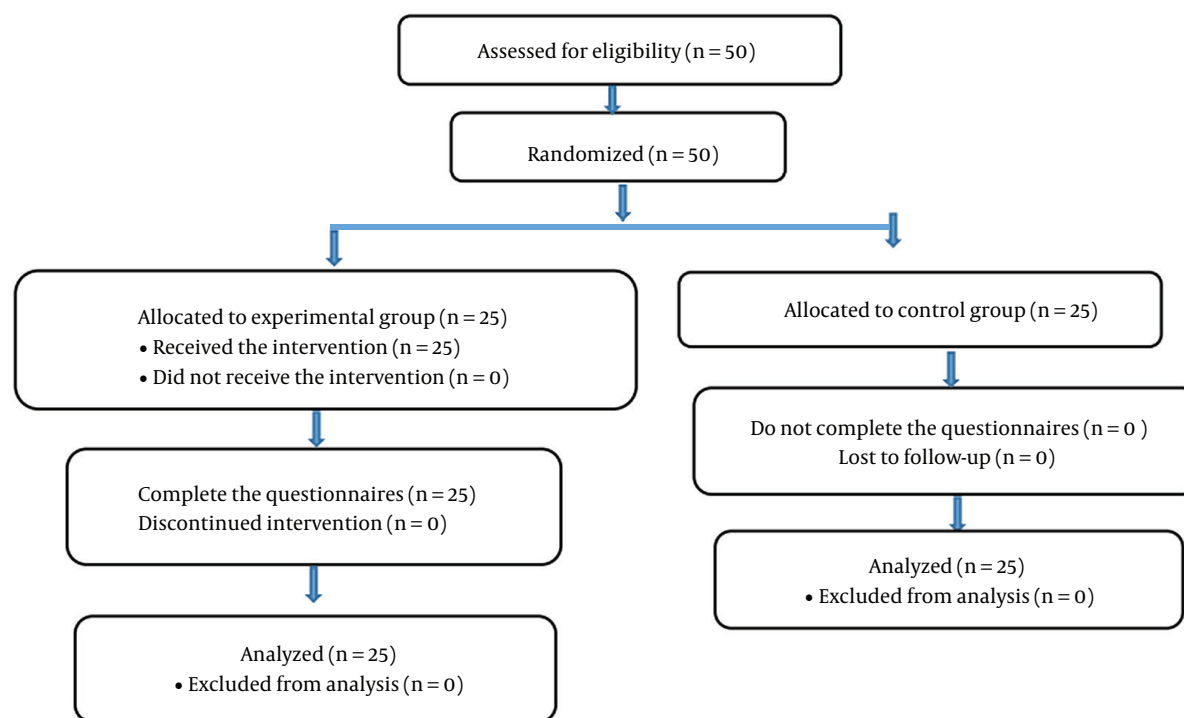 Assessed for eligibility (n = 50)
Randomized (n = 50)
Allocated to experimental group (n = 25)
• Received the intervention (n = 25)
• Did not receive the intervention (n = 0)
Allocated to control group (n = 25)
Complete the questionnaires (n = 25)
Discontinued intervention (n = 0)
Do not complete the questionnaires (n = 0 )
Lost to follow-up (n = 0)
Analyzed (n = 25)
• Excluded from analysis (n = 0)
Analyzed (n = 25)
• Excluded from analysis (n = 0)